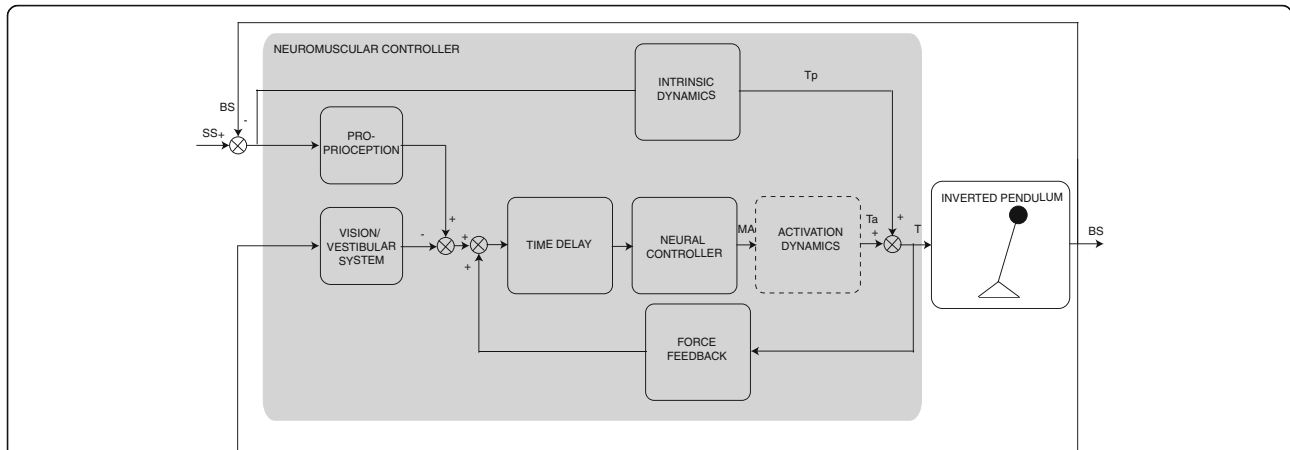 NEUROMUSCULAR CONTROLLER
INTRINSIC
DYNAMICS
Tp
BS
-
SS+
PRO-
PRIOCEPTION
+
VISION/
VESTIBULAR
SYSTEM
-
+
+
TIME DELAY
NEURAL
CONTROLLER
MA
ACTIVATION
DYNAMICS
Ta
+
+
T
INVERTED PENDULUM
BS
FORCE
FEEDBACK